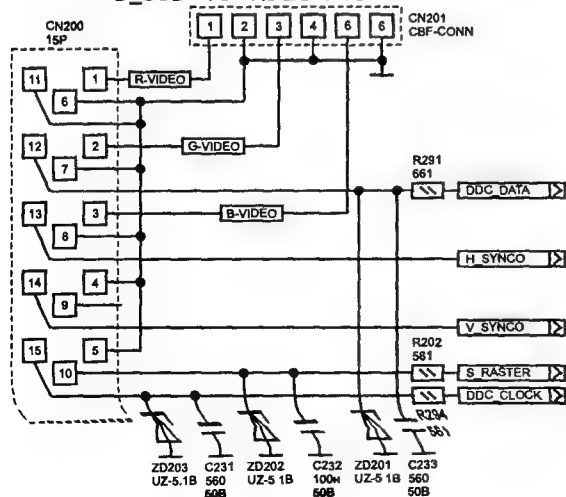 CN201
CBF-CONN
1 2 3 4 6 6
CN200
15P
11 1 R-VIDEO
6
12 2 G-VIDEO
7
R291
661
DDC_DATA
13 3 B-VIDEO
8
H_SYNCO
14 4
9
V_SYNCO
15 5
10
R202
581
S_RASTER
DDC_CLOCK
R294
561
ZD203
UZ-5.1B
C231
560
50B
ZD202
UZ-5.1B
C232
100н
50B
ZD201
UZ-5 1B
C233
560
50B